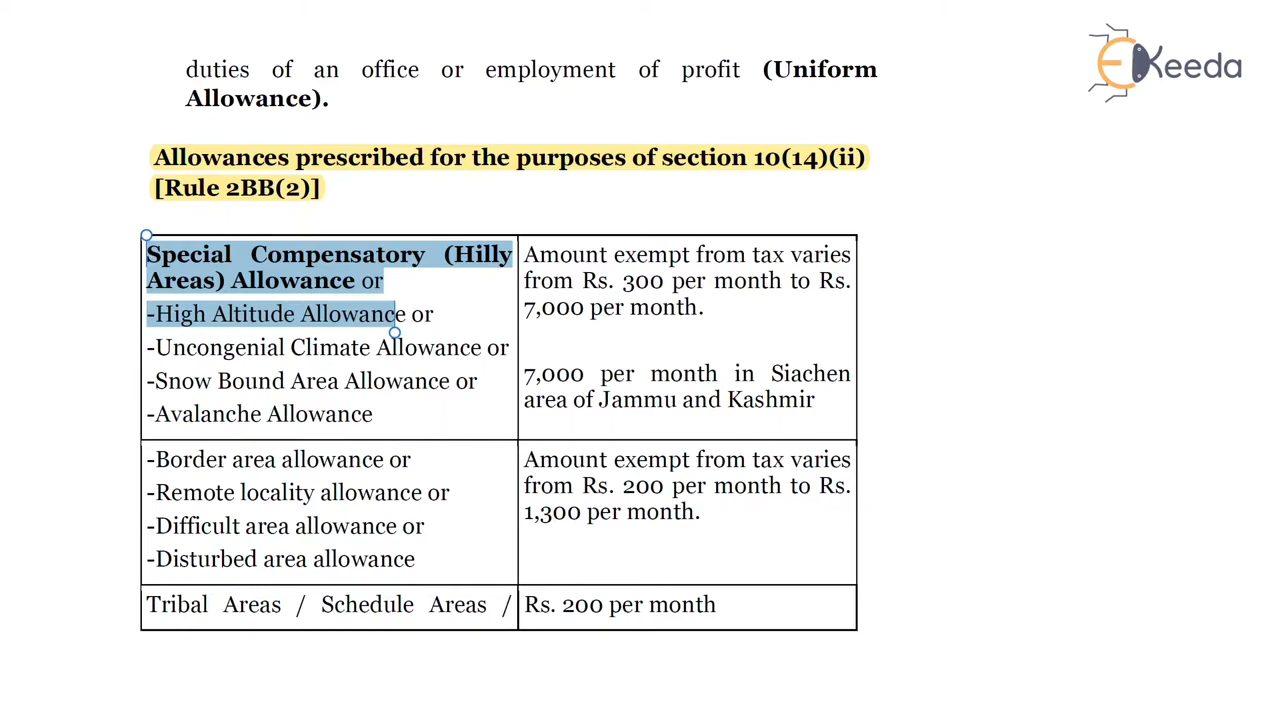 EKeeda
duties of an office or employment of profit (Uniform
Allowance).
Allowances prescribed for the purposes of section 10(14)(ii)
[Rule 2BB(2)]
Special Compensatory (Hilly
Areas) Allowance or
-High Altitude Allowance or
-Uncongenial Climate Allowance or
-Snow Bound Area Allowance or
-Avalanche Allowance
Amount exempt from tax varies
from Rs. 300 per month to Rs.
7,000 per month.
7,000 per month in Siachen
area of Jammu and Kashmir
-Border area allowance or
-Remote locality allowance or
-Difficult area allowance or
-Disturbed area allowance
Amount exempt from tax varies
from Rs. 200 per month to Rs.
1,300 per month.
Tribal Areas / Schedule Areas /
Rs. 200 per month